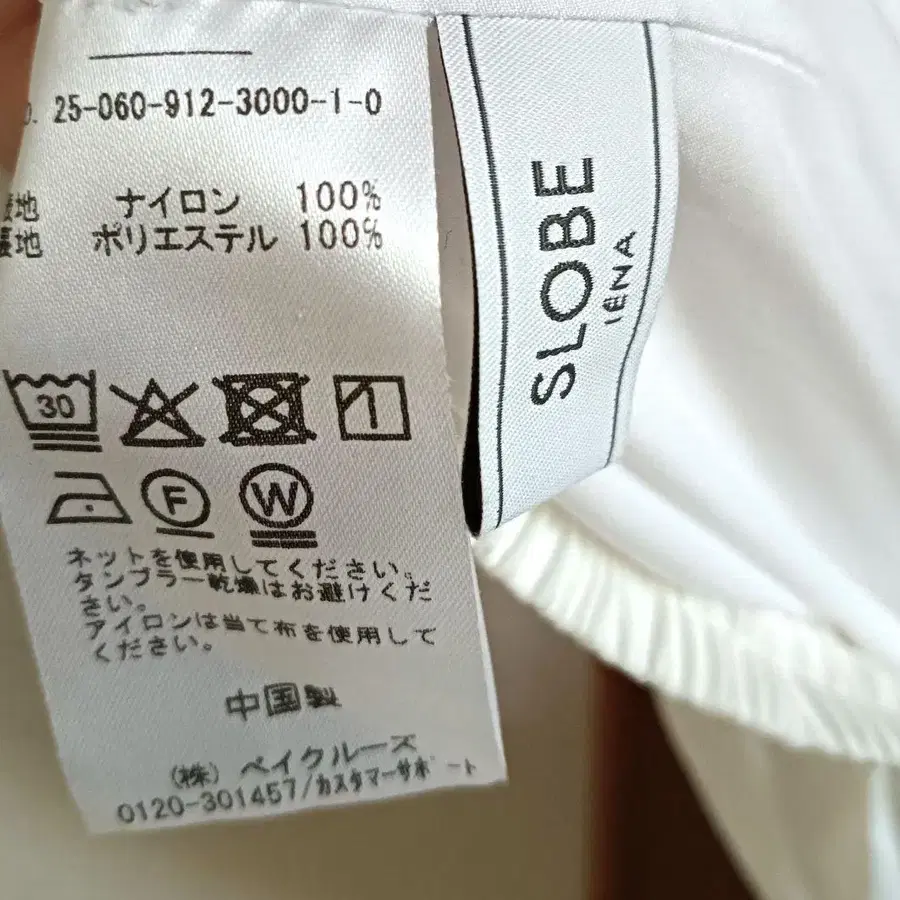 25-060-912-3000-1-0
地 ナイロン 100%
裏地 ポリエステル 100%
30
F
W
ネットを使用してください。
タンブラー乾燥はお避けくだ
さい。
アイロンは当て布を使用して
ください。
中国製
(株) ベイクルーズ
0120-301457/カスタマーサポート
SLOBE
IÉNA